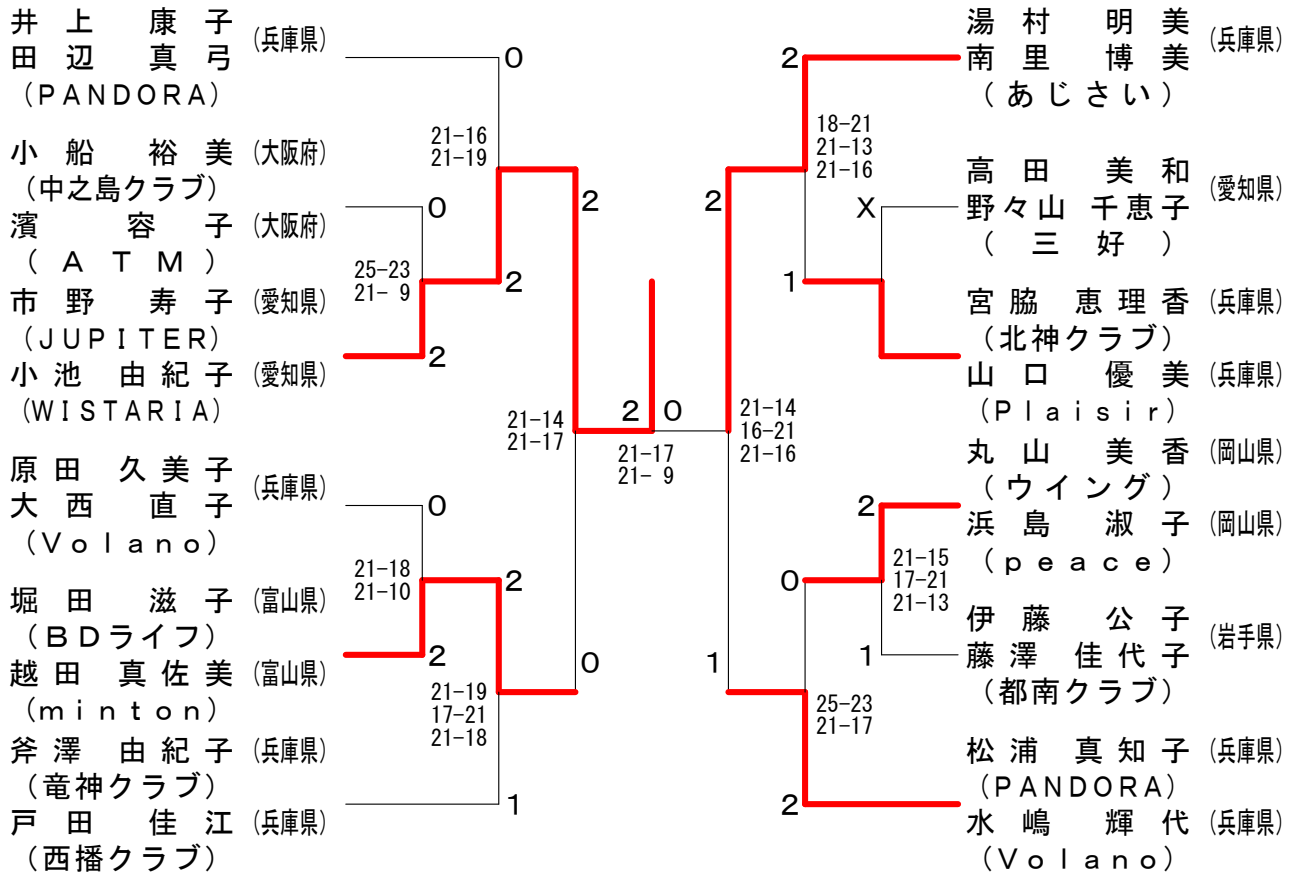 井上 康子
田辺 真弓
(兵庫県)
(PANDORA)
小船 裕美 (大阪府)
(中之島クラブ)
濱 容子 (大阪府)
(ATM)
市野 寿子 (愛知県)
(JUPITER)
小池 由紀子 (愛知県)
(WISTARIA)
原田 久美子
大西 直子
(兵庫県)
(Volano)
堀田 滋子 (富山県)
(BDライフ)
越田 真佐美 (富山県)
(minton)
斧澤 由紀子 (兵庫県)
(竜神クラブ)
戸田 佳江 (兵庫県)
(西播クラブ)
0
21-16
21-19
0
25-23
21- 9
2
2
2
0
21-18
21-10
2
2
21-19
17-21
21-18
1
21-14
21-17
0
2
0
21-17
21- 9
2
18-21
21-13
21-16
2
X
1
21-14
16-21
21-16
2
21-15
17-21
21-13
0
1
1
25-23
21-17
2
湯村 明美
南里 博美
(兵庫県)
(あじさい)
高田 美和
野々山 千恵子
(愛知県)
(三好)
宮脇 恵理香 (兵庫県)
(北神クラブ)
山口 優美 (兵庫県)
(Plaisir)
丸山 美香 (岡山県)
(ウイング)
浜島 淑子 (岡山県)
(peace)
伊藤 公子
藤澤 佳代子
(岩手県)
(都南クラブ)
松浦 真知子 (兵庫県)
(PANDORA)
水嶋 輝代 (兵庫県)
(Volano)